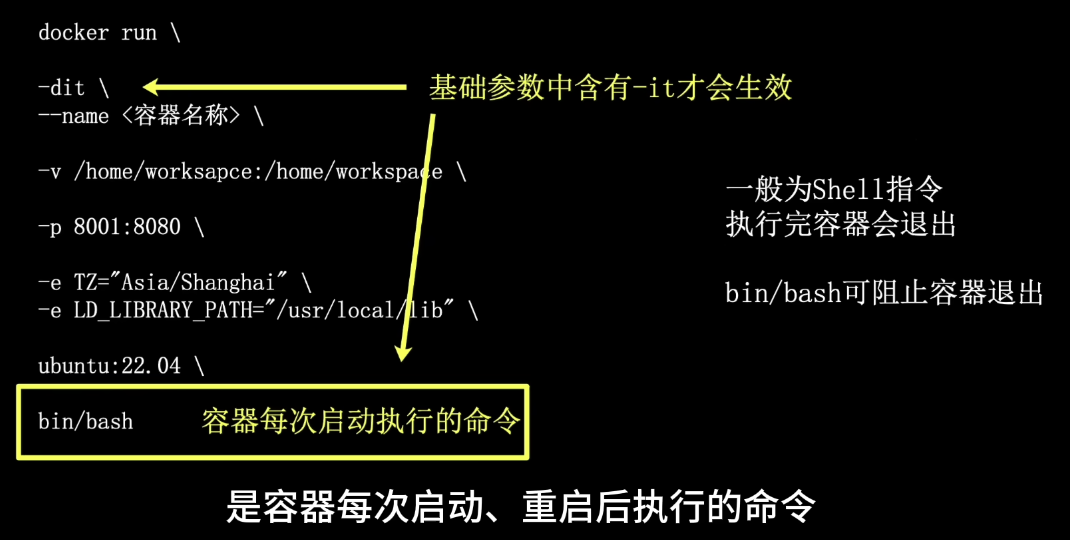 docker run \
-dit \
基础参数中含有-it才会生效
--name <容器名称> \
-v /home/worksapce:/home/workspace \
一般为Shell指令
执行完容器会退出
-p 8001:8080 \
-e TZ="Asia/Shanghai" \
bin/bash可阻止容器退出
-e LD_LIBRARY_PATH="/usr/local/lib" \
ubuntu:22.04 \
bin/bash
容器每次启动执行的命令
是容器每次启动、重启后执行的命令